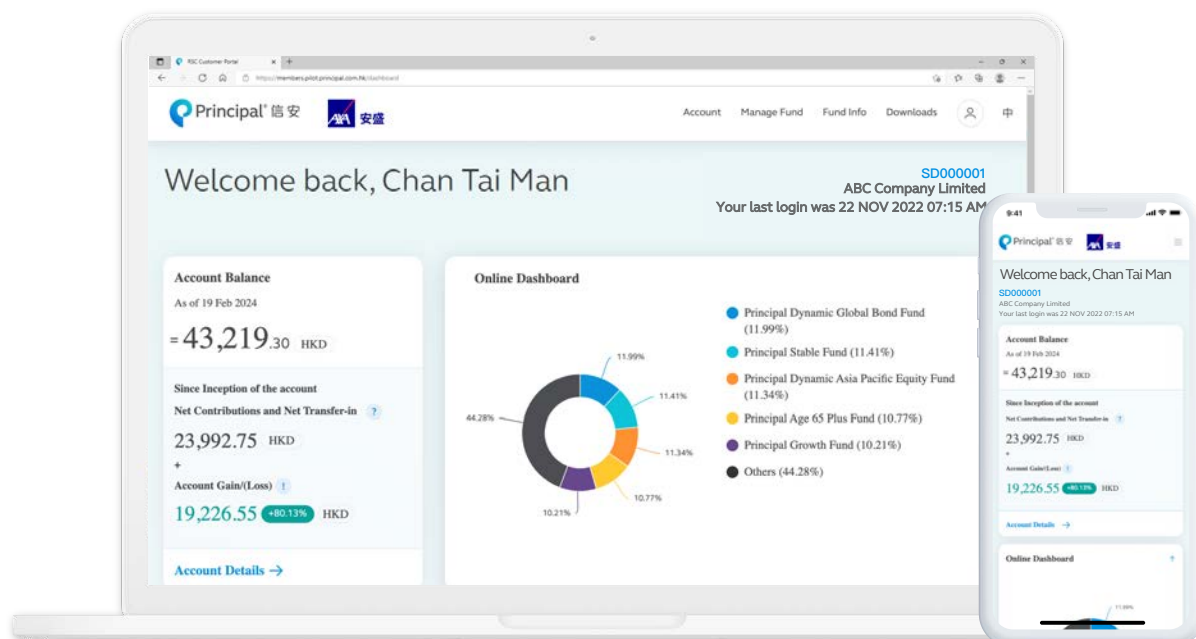 RSC Customer Portal
https://members.pilot.principal.com.hk/dashboard
Principal® 信安 AXA 安盛
Account Manage Fund Fund Info Downloads 中
Welcome back, Chan Tai Man
SD000001
ABC Company Limited
Your last login was 22 NOV 2022 07:15 AM
Account Balance
As of 19 Feb 2024
= 43,219.30 HKD
Since Inception of the account
Net Contributions and Net Transfer-in ?
23,992.75 HKD
+
Account Gain/(Loss) !
19,226.55 +80.13% HKD
Account Details →
Online Dashboard
11.99%
11.41%
11.34%
10.77%
10.21%
44.28%
Principal Dynamic Global Bond Fund
(11.99%)
Principal Stable Fund (11.41%)
Principal Dynamic Asia Pacific Equity Fund
(11.34%)
Principal Age 65 Plus Fund (10.77%)
Principal Growth Fund (10.21%)
Others (44.28%)
9:41
Principal® 信安 AXA 安盛
Welcome back, Chan Tai Man
SD000001
ABC Company Limited
Your last login was 22 NOV 2022 07:15 AM
Account Balance
As of 19 Feb 2024
= 43,219.30 HKD
Since Inception of the account
Net Contributions and Net Transfer-in ?
23,992.75 HKD
+
Account Gain/(Loss) !
19,226.55 +80.13% HKD
Account Details →
Online Dashboard
11.99%